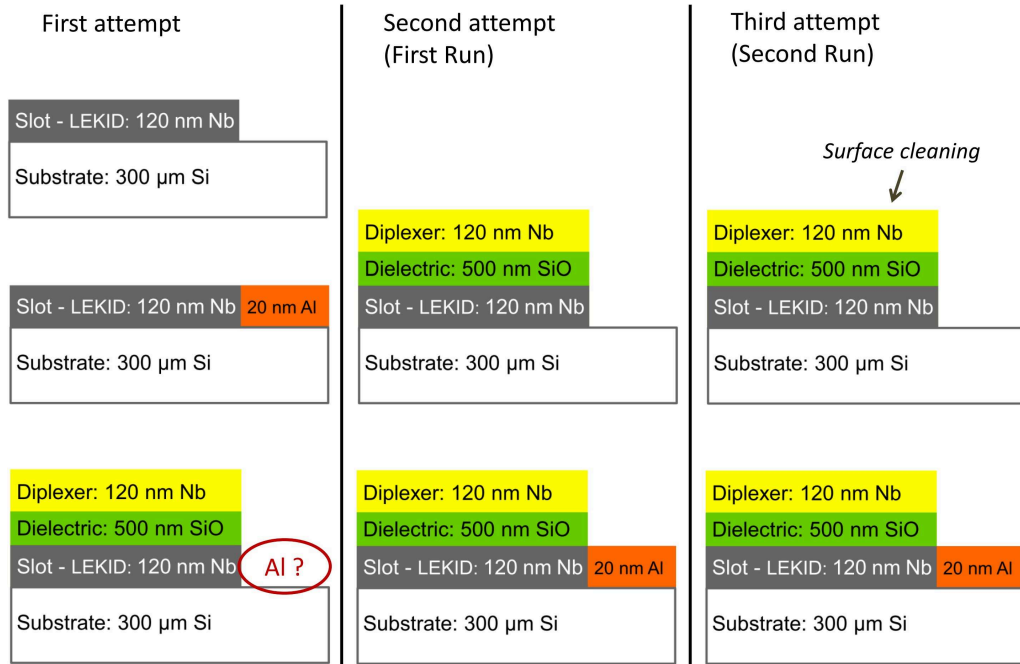 First attempt
Slot - LEKID: 120 nm Nb
Substrate: 300 µm Si
Slot - LEKID: 120 nm Nb
20 nm Al
Substrate: 300 µm Si
Diplexer: 120 nm Nb
Dielectric: 500 nm SiO
Slot - LEKID: 120 nm Nb
Al ?
Substrate: 300 µm Si
Second attempt
(First Run)
Diplexer: 120 nm Nb
Dielectric: 500 nm SiO
Slot - LEKID: 120 nm Nb
Substrate: 300 µm Si
Diplexer: 120 nm Nb
Dielectric: 500 nm SiO
Slot - LEKID: 120 nm Nb
20 nm Al
Substrate: 300 µm Si
Third attempt
(Second Run)
Surface cleaning
Diplexer: 120 nm Nb
Dielectric: 500 nm SiO
Slot - LEKID: 120 nm Nb
Substrate: 300 µm Si
Diplexer: 120 nm Nb
Dielectric: 500 nm SiO
Slot - LEKID: 120 nm Nb
20 nm Al
Substrate: 300 µm Si